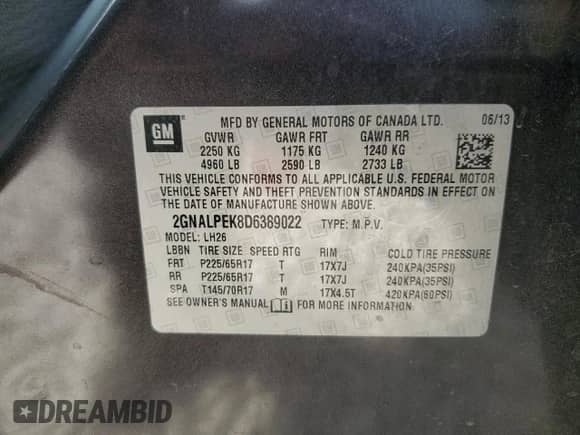 GM
MFD BY GENERAL MOTORS OF CANADA LTD. 06/13
GVWR GAWR FRT GAWR RR
2250 KG 1175 KG 1240 KG
4960 LB 2590 LB 2733 LB
THIS VEHICLE CONFORMS TO ALL APPLICABLE U.S. FEDERAL MOTOR
VEHICLE SAFETY AND THEFT PREVENTION STANDARDS IN EFFECT ON
THE DATE OF MANUFACTURE SHOWN ABOVE.
2GNALPEK8D6389022 TYPE: M.P.V.
MODEL: LH26
LBBN TIRE SIZE SPEED RTG RIM COLD TIRE PRESSURE
FRT P225/65R17 T 17X7J 240KPA(35PSI)
RR P225/65R17 T 17X7J 240KPA(35PSI)
SPA T145/70R17 M 17X4.5T 420KPA(60PSI)
SEE OWNER'S MANUAL FOR MORE INFORMATION.
DREAMBID